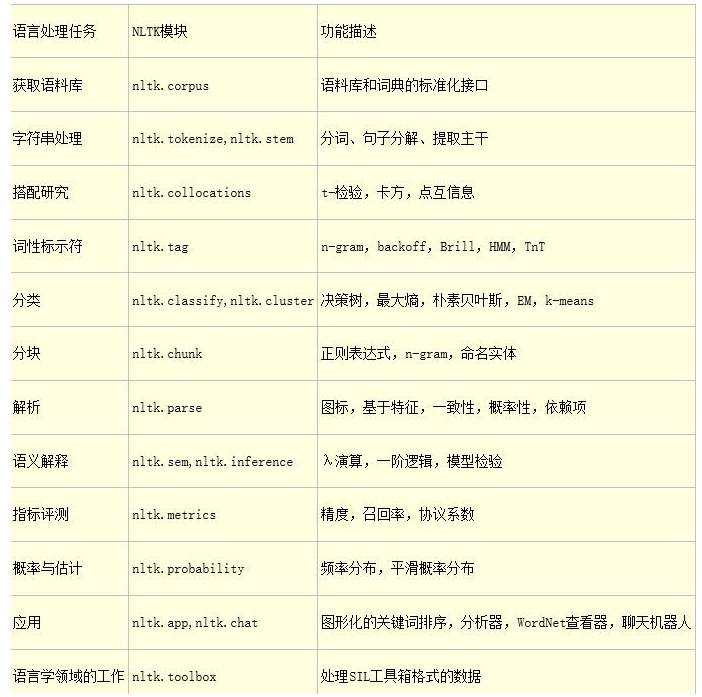 语言处理任务 NLTK模块 功能描述
获取语料库 nltk.corpus 语料库和词典的标准化接口
字符串处理 nltk.tokenize,nltk.stem 分词、句子分解、提取主干
搭配研究 nltk.collocations t-检验，卡方，点互信息
词性标示符 nltk.tag n-gram，backoff，Brill，HMM，TnT
分类 nltk.classify,nltk.cluster 决策树，最大熵，朴素贝叶斯，EM，k-means
分块 nltk.chunk 正则表达式，n-gram，命名实体
解析 nltk.parse 图标，基于特征，一致性，概率性，依赖项
语义解释 nltk.sem,nltk.inference λ演算，一阶逻辑，模型检验
指标评测 nltk.metrics 精度，召回率，协议系数
概率与估计 nltk.probability 频率分布，平滑概率分布
应用 nltk.app,nltk.chat 图形化的关键词排序，分析器，WordNet查看器，聊天机器人
语言学领域的工作 nltk.toolbox 处理SIL工具箱格式的数据